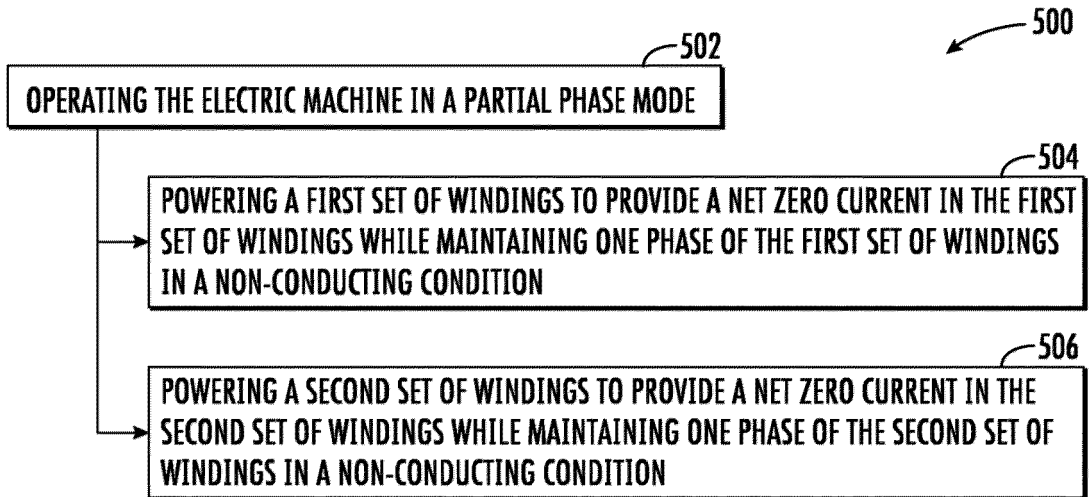 500
502
OPERATING THE ELECTRIC MACHINE IN A PARTIAL PHASE MODE
504
POWERING A FIRST SET OF WINDINGS TO PROVIDE A NET ZERO CURRENT IN THE FIRST
SET OF WINDINGS WHILE MAINTAINING ONE PHASE OF THE FIRST SET OF WINDINGS
IN A NON-CONDUCTING CONDITION
506
POWERING A SECOND SET OF WINDINGS TO PROVIDE A NET ZERO CURRENT IN THE
SECOND SET OF WINDINGS WHILE MAINTAINING ONE PHASE OF THE SECOND SET OF
WINDINGS IN A NON-CONDUCTING CONDITION